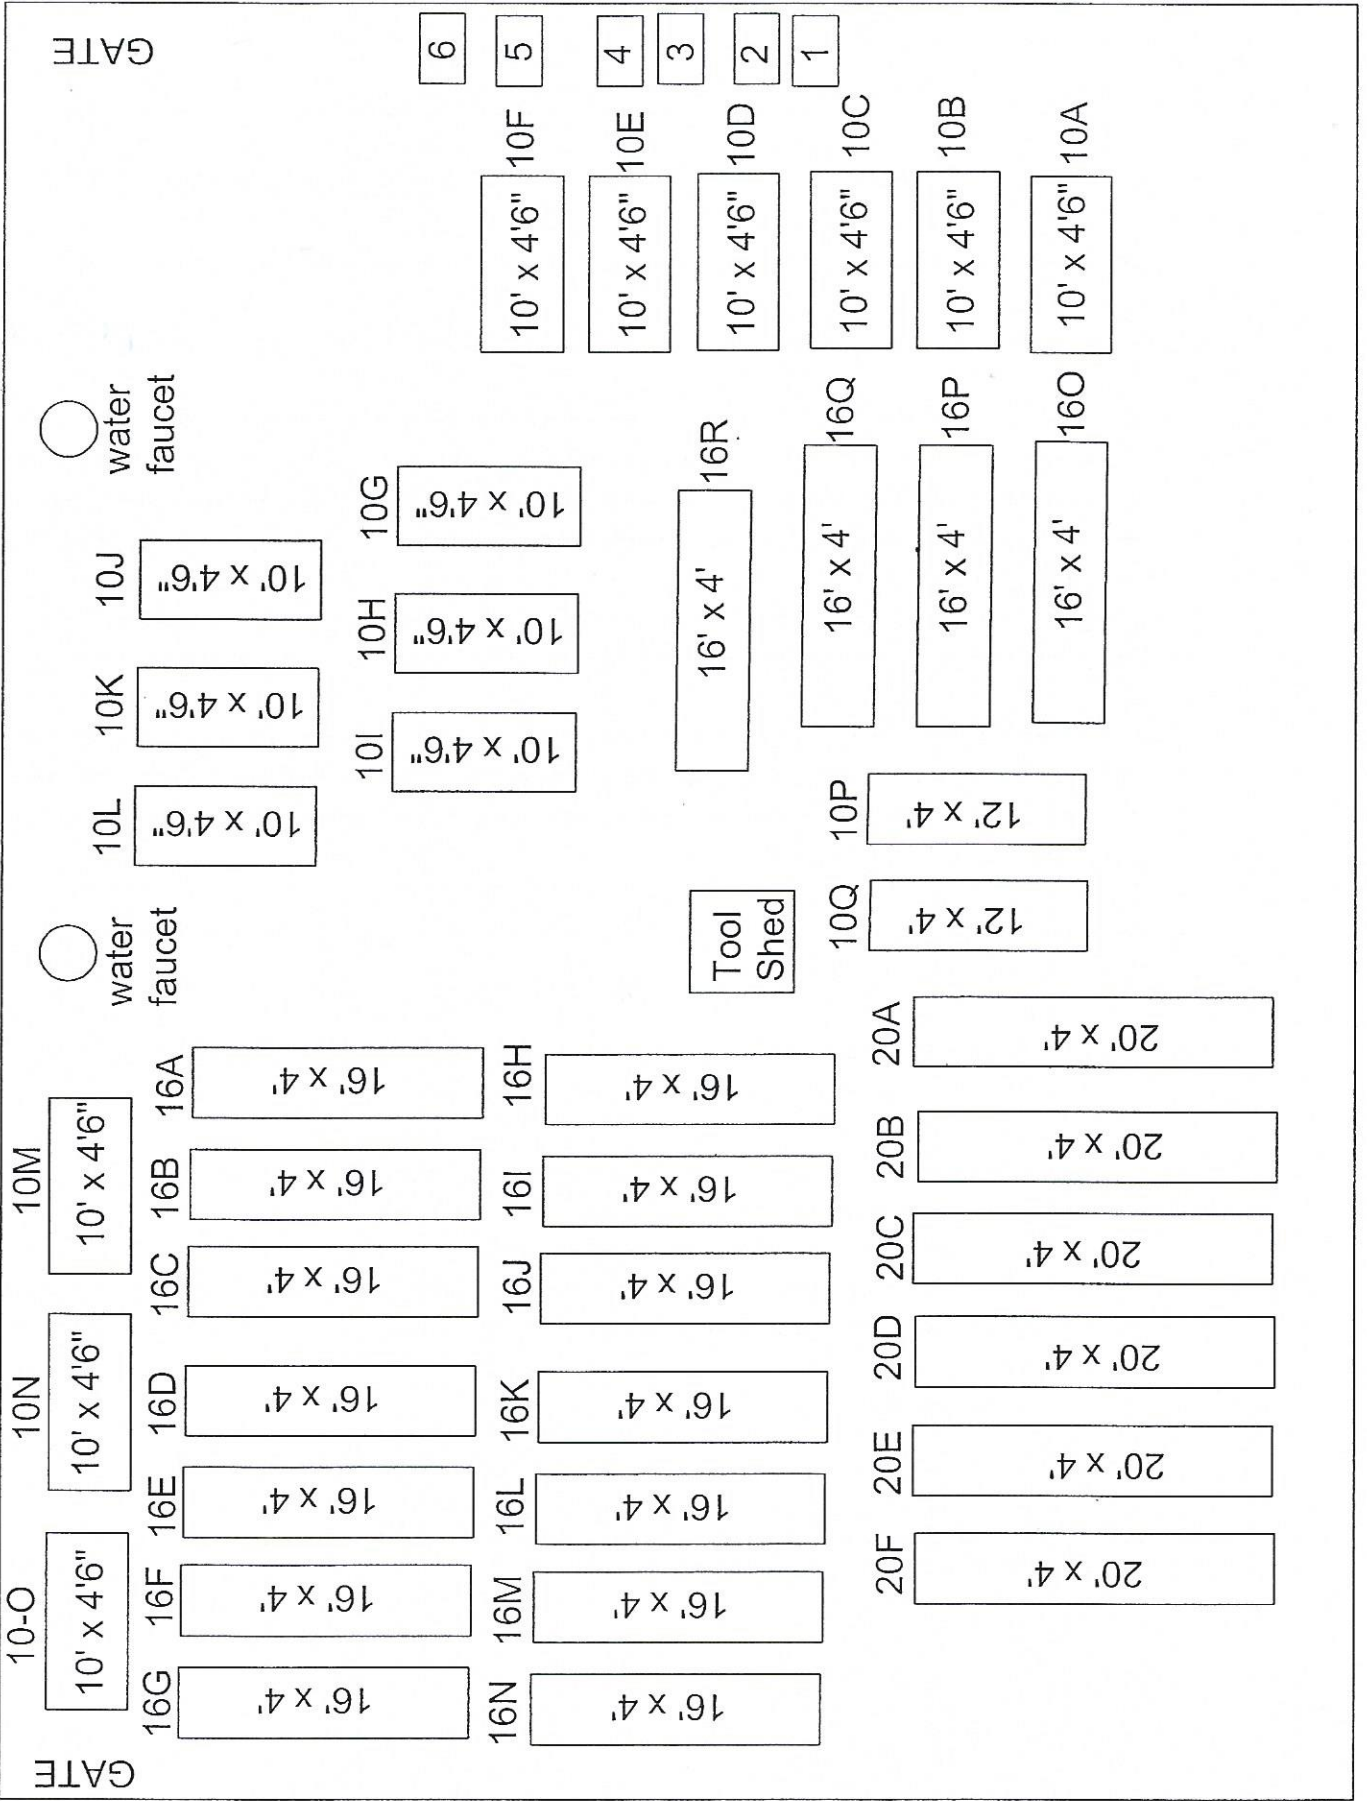 GATE
6
5
4
3
2
1
10F
10' x 4'6"
10E
10' x 4'6"
10D
10' x 4'6"
10C
10' x 4'6"
10B
10' x 4'6"
10A
10' x 4'6"
water
faucet
10J
10' x 4'6"
10K
10' x 4'6"
10L
10' x 4'6"
10G
10' x 4'6"
10H
10' x 4'6"
10I
10' x 4'6"
16R
16' x 4'
16Q
16' x 4'
16P
16' x 4'
16O
16' x 4'
10P
12' x 4'
10Q
12' x 4'
water
faucet
Tool
Shed
10M
10' x 4'6"
10N
10' x 4'6"
10-O
10' x 4'6"
16A
16' x 4'
16B
16' x 4'
16C
16' x 4'
16D
16' x 4'
16E
16' x 4'
16F
16' x 4'
16G
16' x 4'
16H
16' x 4'
16I
16' x 4'
16J
16' x 4'
16K
16' x 4'
16L
16' x 4'
16M
16' x 4'
16N
16' x 4'
20A
20' x 4'
20B
20' x 4'
20C
20' x 4'
20D
20' x 4'
20E
20' x 4'
20F
20' x 4'
GATE